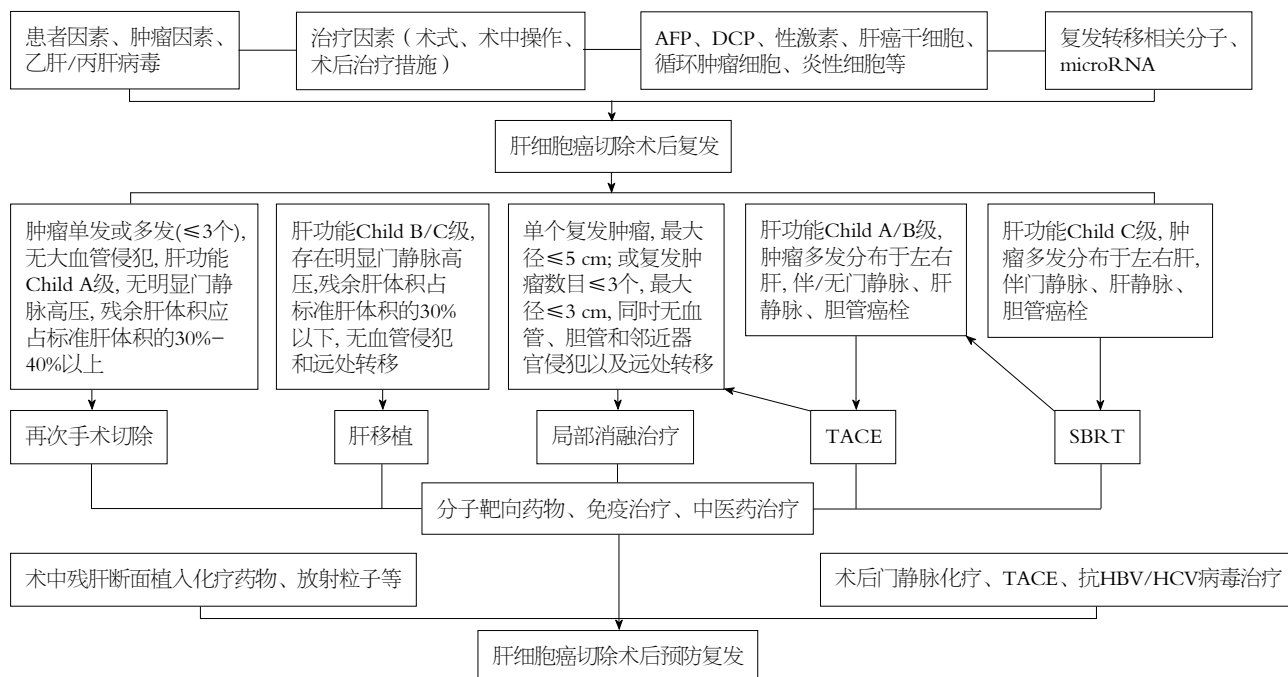 患者因素、肿瘤因素、
乙肝/丙肝病毒
治疗因素（术式、术中操作、
术后治疗措施）
AFP、DCP、性激素、肝癌干细胞、
循环肿瘤细胞、炎性细胞等
复发转移相关分子、
microRNA
肝细胞癌切除术后复发
肿瘤单发或多发(≤3个),
无大血管侵犯, 肝功能
Child A级, 无明显门静
脉高压, 残余肝体积应
占标准肝体积的30%-
40%以上
肝功能Child B/C级,
存在明显门静脉高
压,残余肝体积占
标准肝体积的30%
以下, 无血管侵犯
和远处转移
单个复发肿瘤, 最大
径≤5 cm; 或复发肿
瘤数目≤3个, 最大
径≤3 cm, 同时无血
管、胆管和邻近器
官侵犯以及远处转移
肝功能Child A/B级,
肿瘤多发分布于左右
肝, 伴/无门静脉、肝
静脉、胆管癌栓
肝功能Child C级, 肿
瘤多发分布于左右肝,
伴门静脉、肝静脉、
胆管癌栓
再次手术切除
肝移植
局部消融治疗
TACE
SBRT
分子靶向药物、免疫治疗、中医药治疗
术中残肝断面植入化疗药物、放射粒子等
术后门静脉化疗、TACE、抗HBV/HCV病毒治疗
肝细胞癌切除术后预防复发